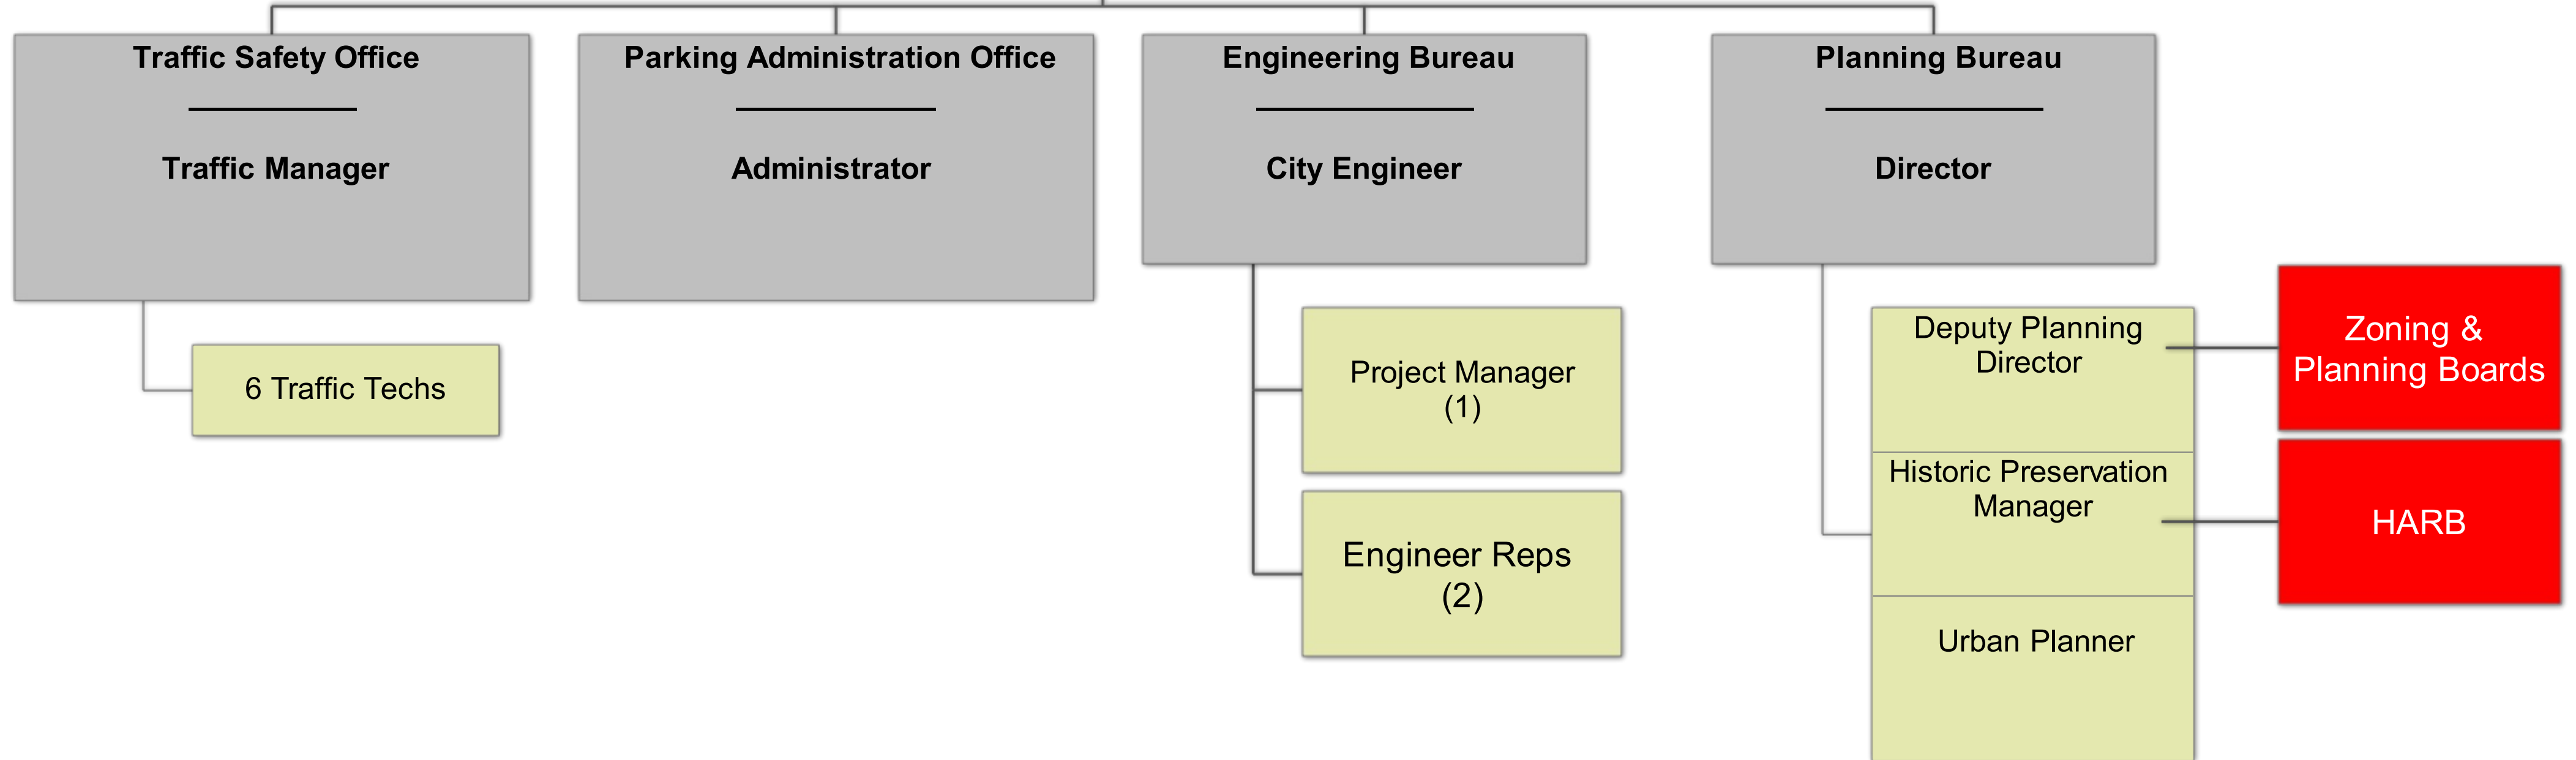 Traffic Safety Office
Traffic Manager
6 Traffic Techs
Parking Administration Office
Administrator
Engineering Bureau
City Engineer
Project Manager
(1)
Engineer Reps
(2)
Planning Bureau
Director
Deputy Planning
Director
Historic Preservation
Manager
Urban Planner
Zoning &
Planning Boards
HARB